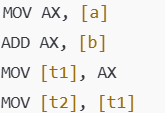 MOV AX, [a]
ADD AX, [b]
MOV [t1], AX
MOV [t2], [t1]